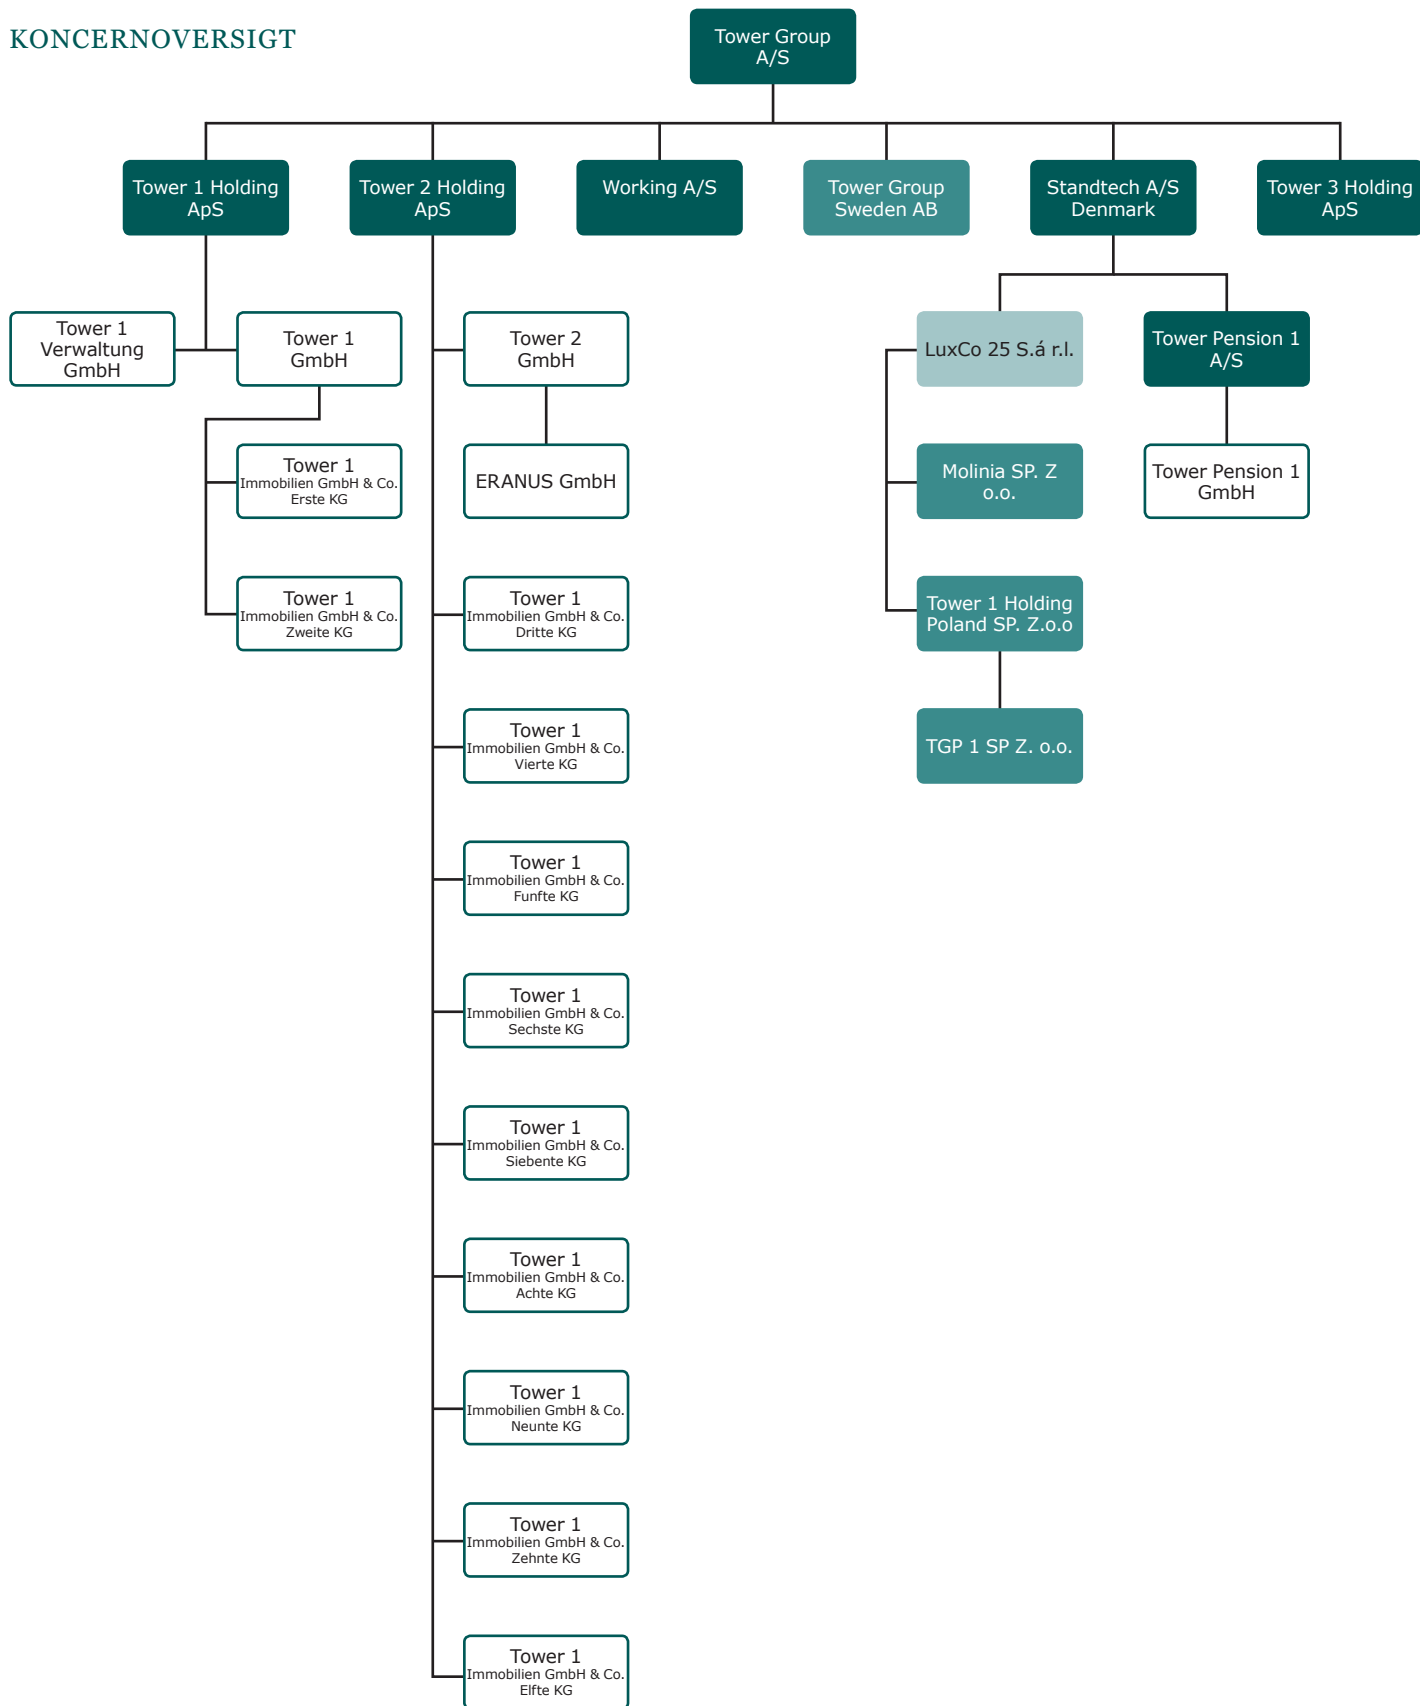 KONCERNOVERSIGT
Tower Group
A/S
Tower 1 Holding
ApS
Tower 2 Holding
ApS
Working A/S
Tower Group
Sweden AB
Standtech A/S
Denmark
Tower 3 Holding
ApS
Tower 1
Verwaltung
GmbH
Tower 1
GmbH
Tower 2
GmbH
LuxCo 25 S.á r.l.
Tower Pension 1
A/S
Tower 1
Immobilien GmbH & Co.
Erste KG
ERANUS GmbH
Molinia SP. Z
o.o.
Tower Pension 1
GmbH
Tower 1
Immobilien GmbH & Co.
Zweite KG
Tower 1
Immobilien GmbH & Co.
Dritte KG
Tower 1 Holding
Poland SP. Z.o.o
Tower 1
Immobilien GmbH & Co.
Vierte KG
TGP 1 SP Z. o.o.
Tower 1
Immobilien GmbH & Co.
Funfte KG
Tower 1
Immobilien GmbH & Co.
Sechste KG
Tower 1
Immobilien GmbH & Co.
Siebente KG
Tower 1
Immobilien GmbH & Co.
Achte KG
Tower 1
Immobilien GmbH & Co.
Neunte KG
Tower 1
Immobilien GmbH & Co.
Zehnte KG
Tower 1
Immobilien GmbH & Co.
Elfte KG